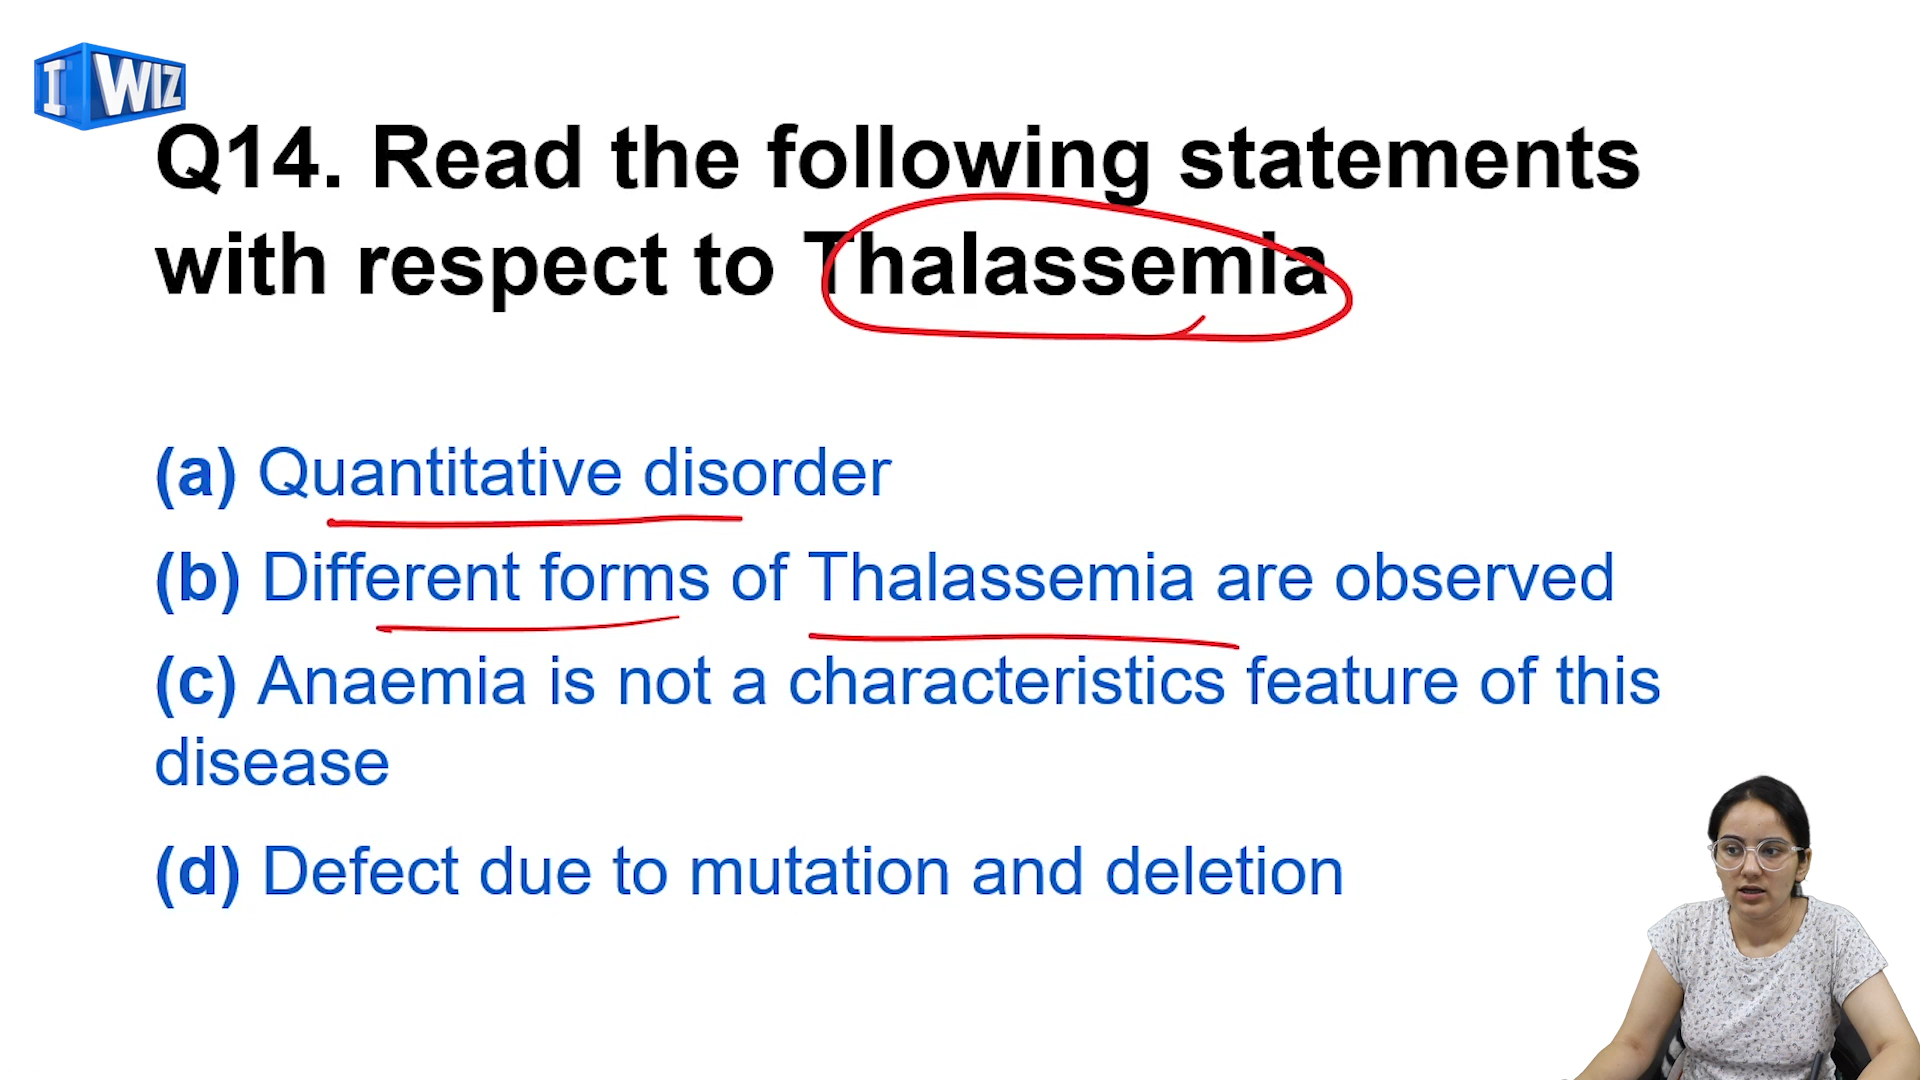 I WIZ
Q14. Read the following statements
with respect to Thalassemia
(a) Quantitative disorder
(b) Different forms of Thalassemia are observed
(c) Anaemia is not a characteristics feature of this
disease
(d) Defect due to mutation and deletion